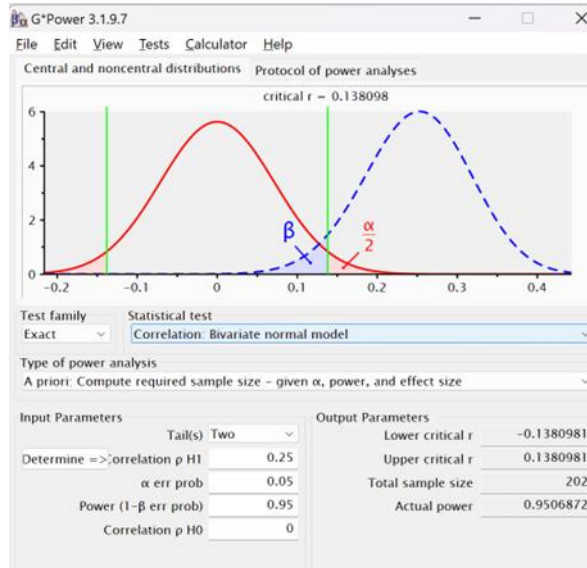 βα G*Power 3.1.9.7
File Edit View Tests Calculator Help
Central and noncentral distributions Protocol of power analyses
critical r = 0.138098
6
4
2
0
β
α
2
-0.2 -0.1 0 0.1 0.2 0.3 0.4
Test family Statistical test
Exact Correlation: Bivariate normal model
Type of power analysis
A priori: Compute required sample size – given α, power, and effect size
Input Parameters Output Parameters
Tail(s) Two Lower critical r -0.1380981
Determine => Correlation ρ H1 0.25 Upper critical r 0.1380981
α err prob 0.05 Total sample size 202
Power (1-β err prob) 0.95 Actual power 0.9506872
Correlation ρ H0 0